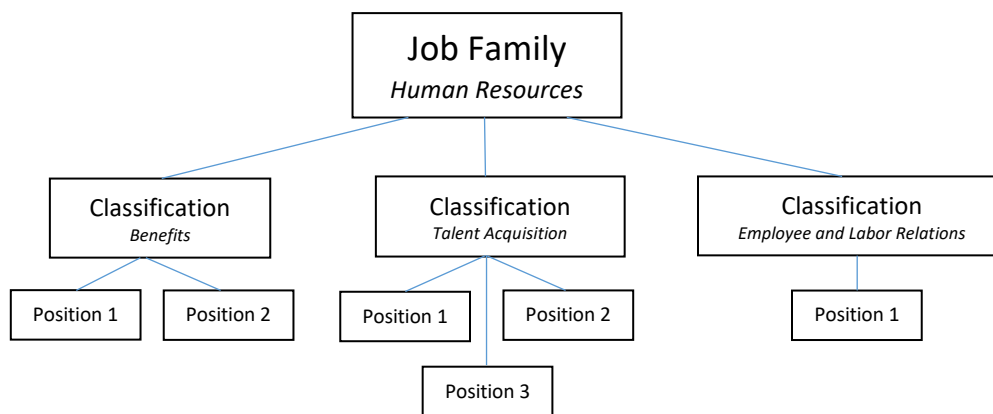 Job Family
Human Resources
Classification
Benefits
Classification
Talent Acquisition
Classification
Employee and Labor Relations
Position 1
Position 2
Position 1
Position 2
Position 1
Position 3